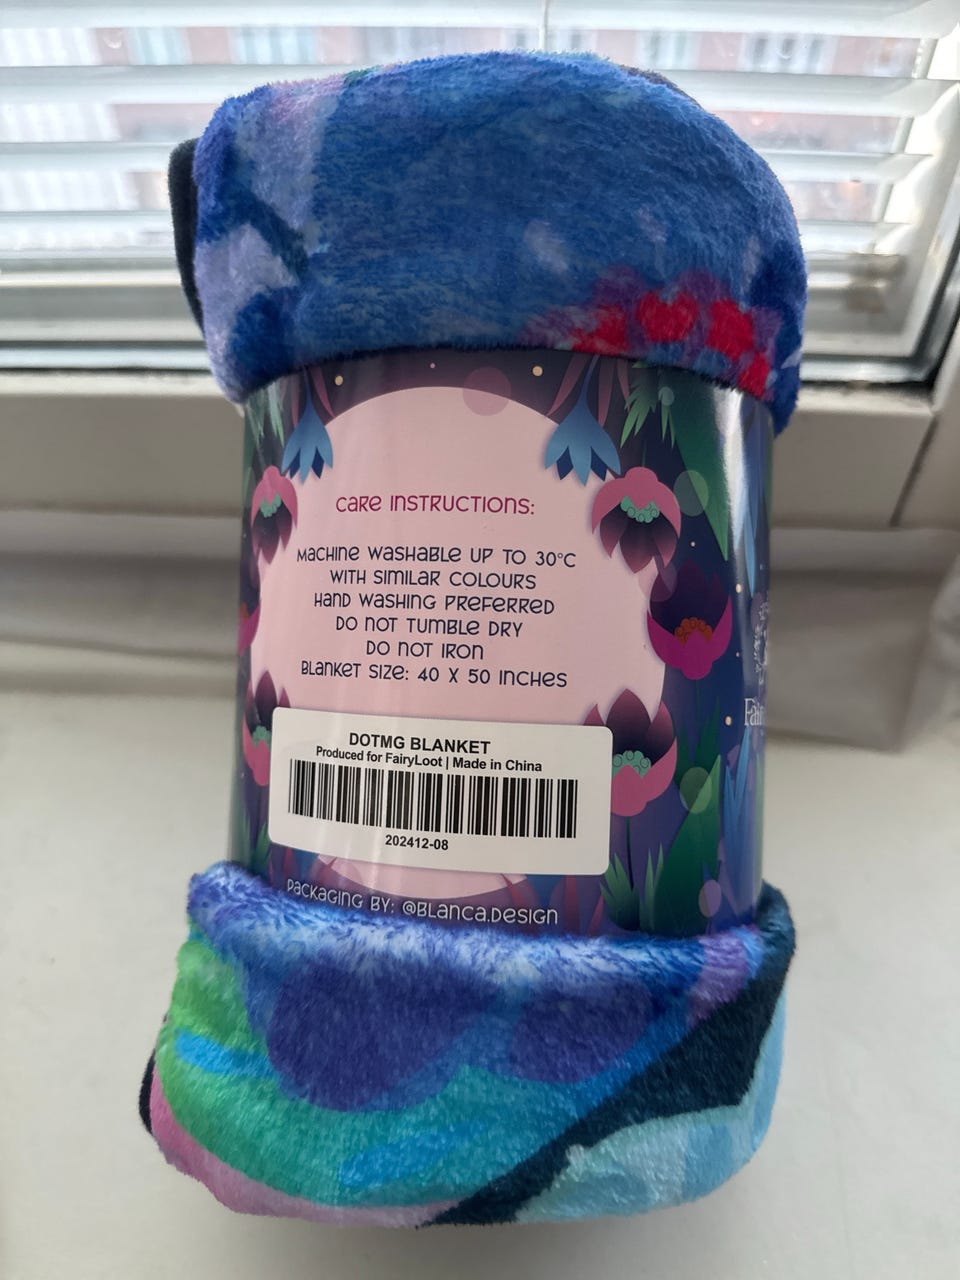 CARE INSTRUCTIONS:
MACHINE WASHABLE UP TO 30°C
WITH SIMILAR COLOURS
HAND WASHING PREFERRED
DO NOT TUMBLE DRY
DO NOT IRON
BLANKET SIZE: 40 X 50 INCHES
DOTMG BLANKET
Produced for FairyLoot | Made in China
202412-08
PACKAGING BY: @BLANCA.DESIGN